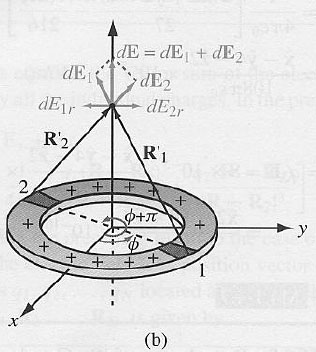 dE = dE₁ + dE₂
dE₁ dE₂
dE₁ᵣ dE₂ᵣ
R'₂ R'₁
2
+ + + + + + + + + + + +
ϕ+π
ϕ
y
1
x
(b)